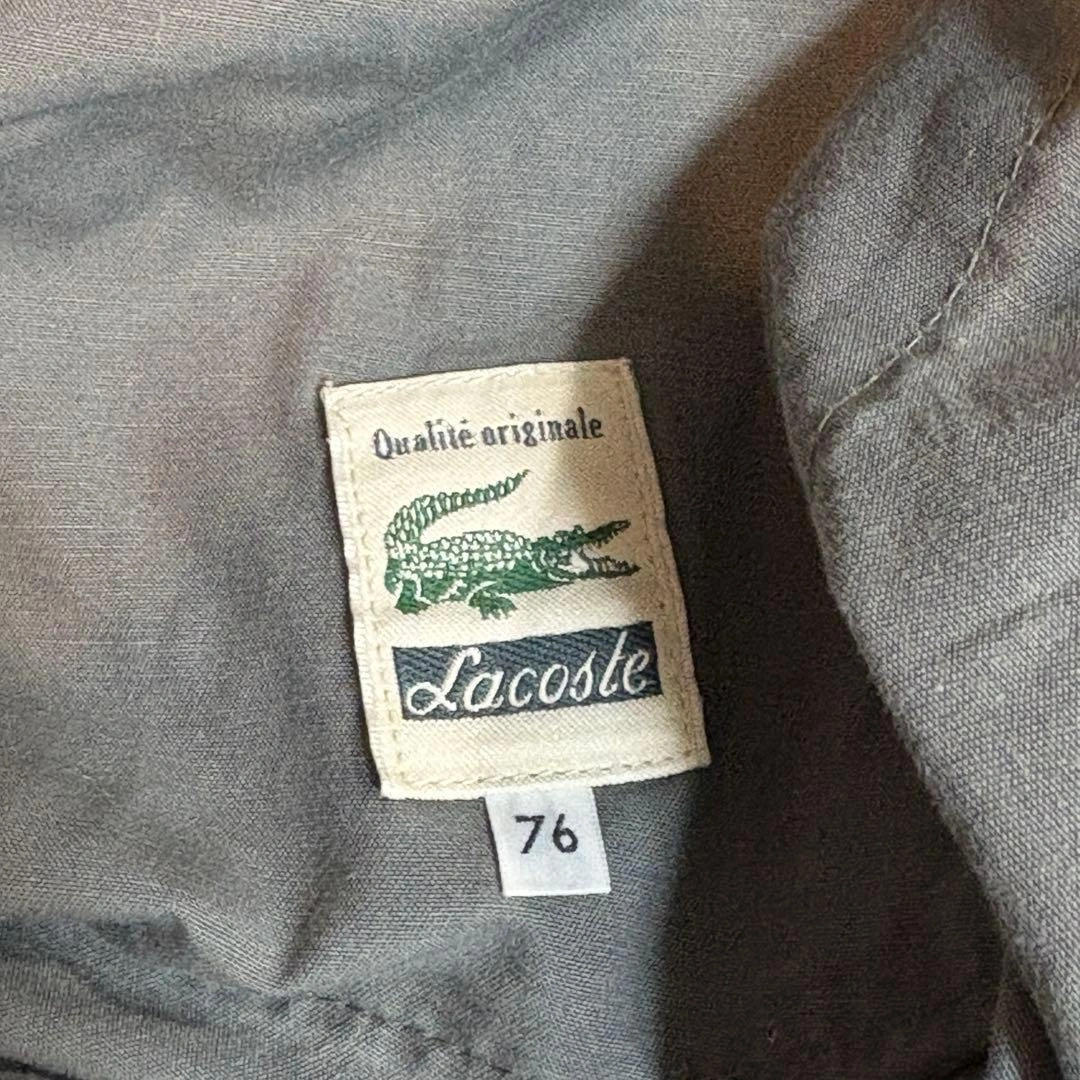 Qualité originale
Lacoste
76